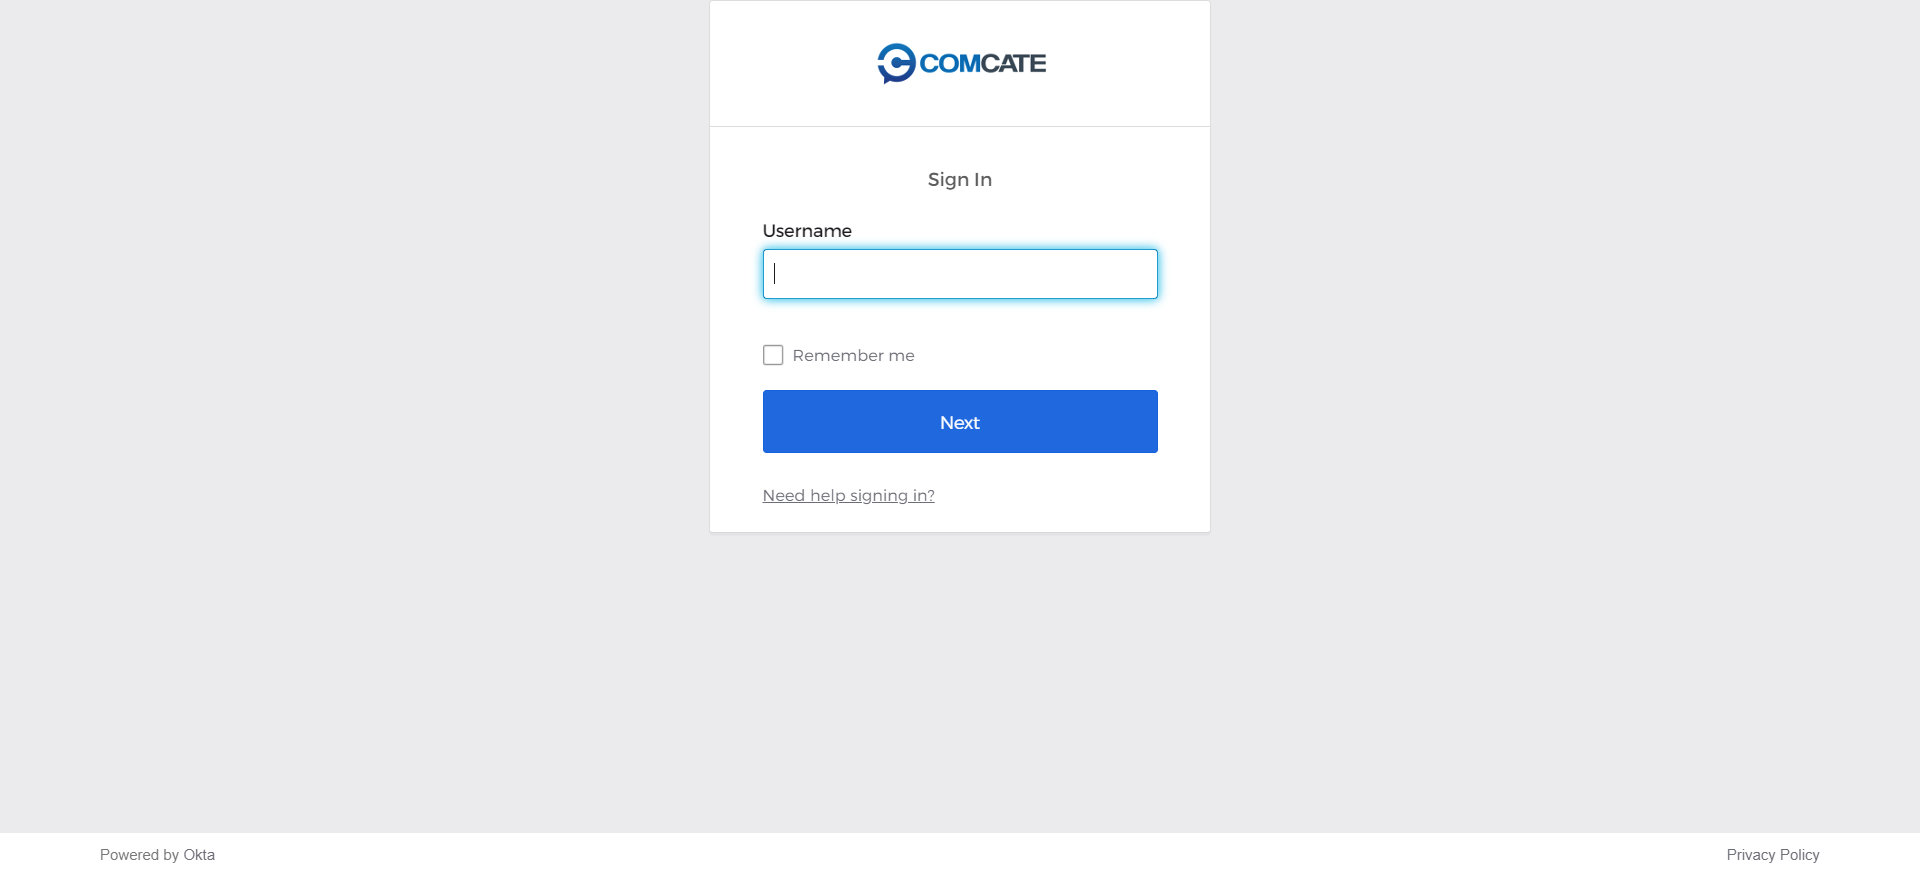 COMCATE
Sign In
Username
Remember me
Next
Need help signing in?
Powered by Okta
Privacy Policy